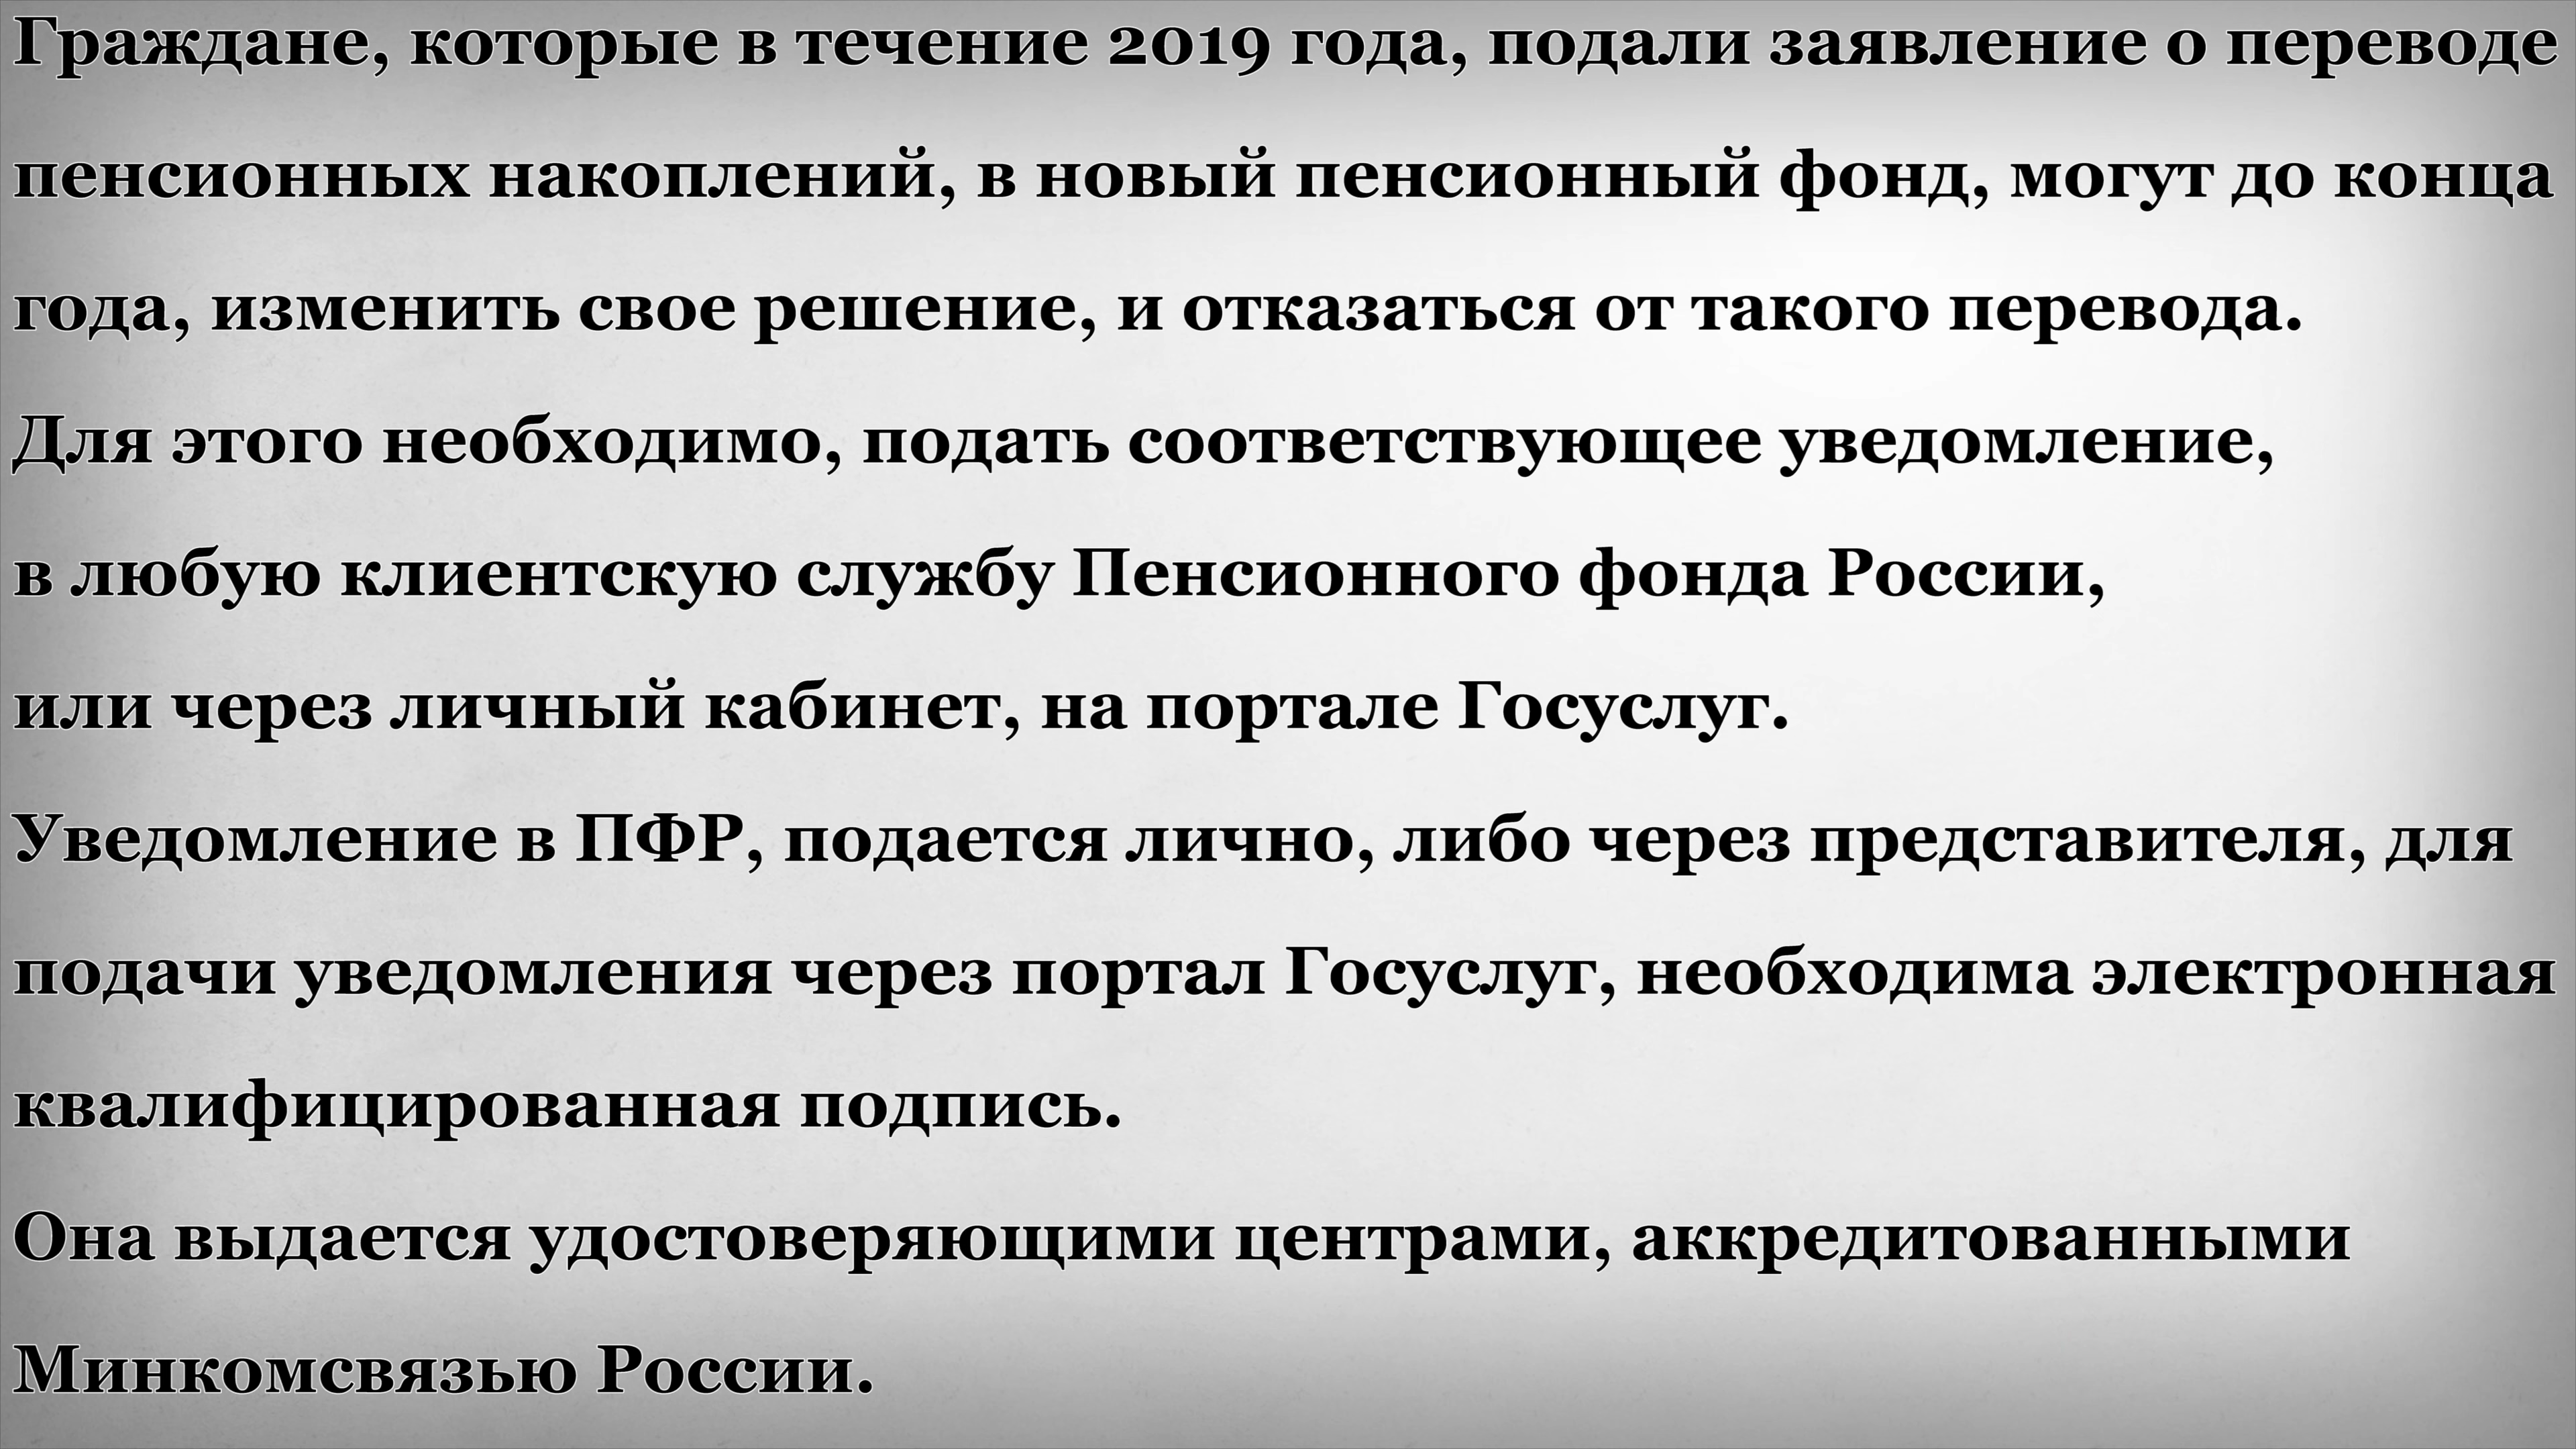 Граждане, которые в течение 2019 года, подали заявление о переводе
пенсионных накоплений, в новый пенсионный фонд, могут до конца
года, изменить свое решение, и отказаться от такого перевода.
Для этого необходимо, подать соответствующее уведомление,
в любую клиентскую службу Пенсионного фонда России,
или через личный кабинет, на портале Госуслуг.
Уведомление в ПФР, подается лично, либо через представителя, для
подачи уведомления через портал Госуслуг, необходима электронная
квалифицированная подпись.
Она выдается удостоверяющими центрами, аккредитованными
Минкомсвязью России.